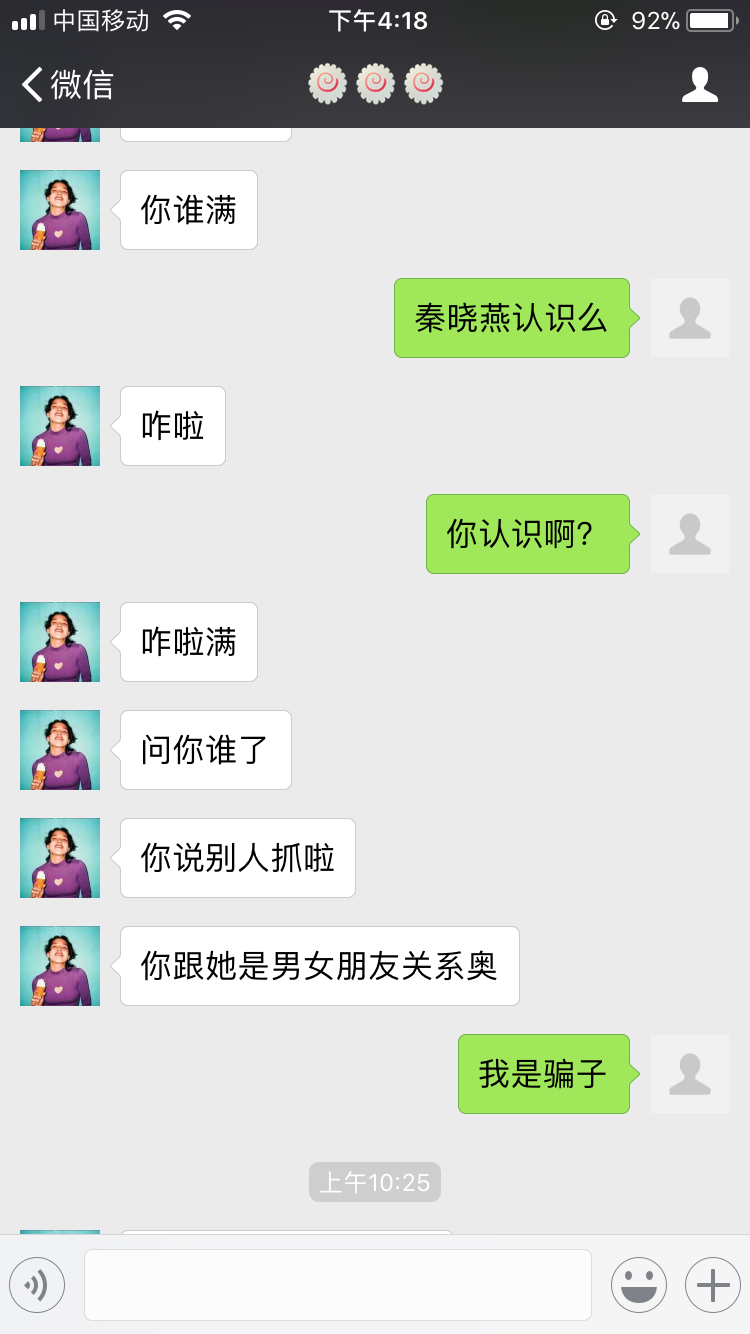 中国移动 下午4:18 92%
微信 🍥🍥🍥
你谁满
秦晓燕认识么
咋啦
你认识啊?
咋啦满
问你谁了
你说别人抓啦
你跟她是男女朋友关系奥
我是骗子
上午10:25